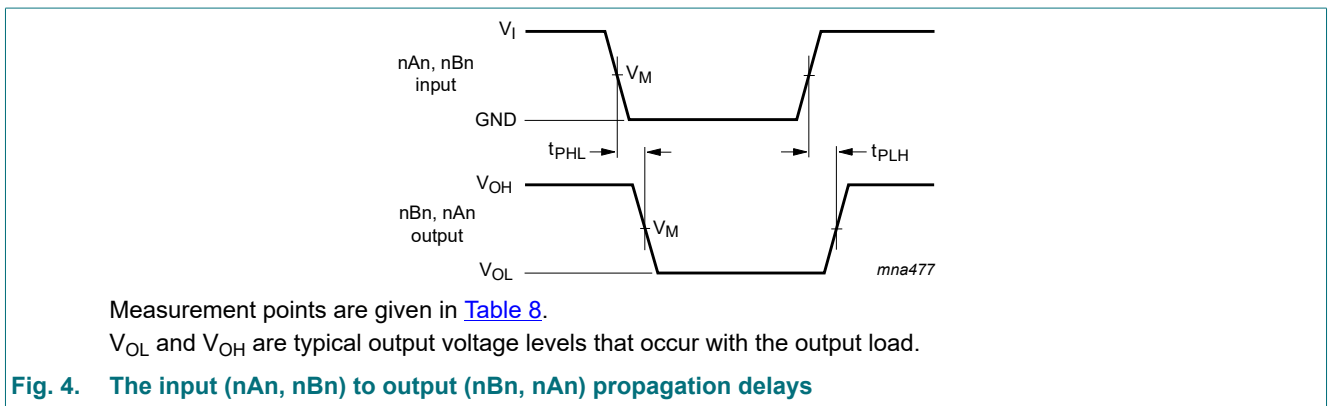 V_I
nAn, nBn
input
V_M
GND
t_PHL
t_PLH
V_OH
nBn, nAn
output
V_M
V_OL
mna477
Measurement points are given in Table 8.
V_OL and V_OH are typical output voltage levels that occur with the output load.
Fig. 4. The input (nAn, nBn) to output (nBn, nAn) propagation delays